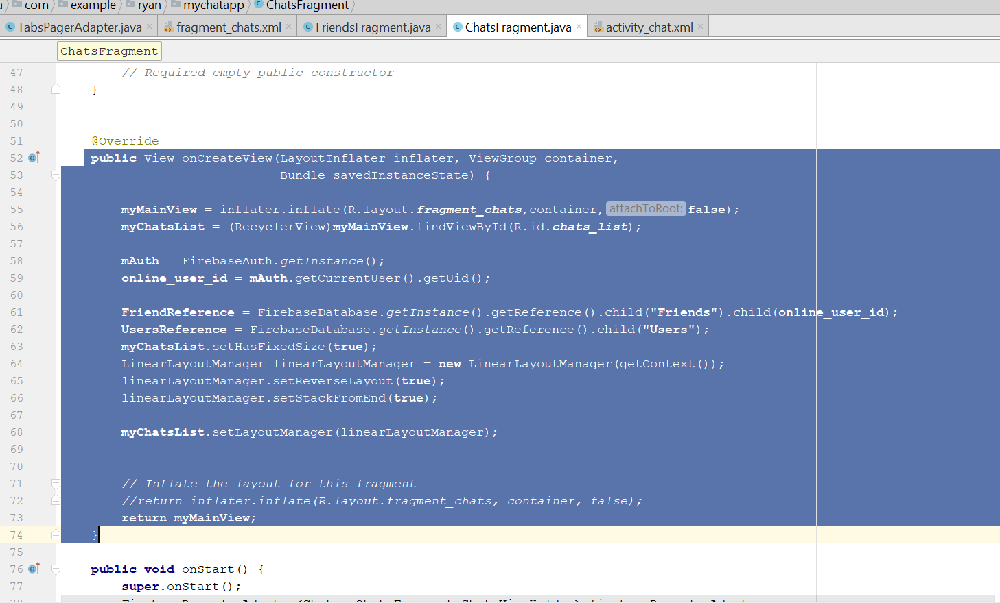 com example ryan mychatapp ChatsFragment
TabsPagerAdapter.java fragment_chats.xml FriendsFragment.java ChatsFragment.java activity_chat.xml
ChatsFragment
47 // Required empty public constructor
48 }
49
50
51 @Override
52 public View onCreateView(LayoutInflater inflater, ViewGroup container,
53 Bundle savedInstanceState) {
54
55 myMainView = inflater.inflate(R.layout.fragment_chats,container, attachToRoot: false);
56 myChatsList = (RecyclerView)myMainView.findViewById(R.id.chats_list);
57
58 mAuth = FirebaseAuth.getInstance();
59 online_user_id = mAuth.getCurrentUser().getUid();
60
61 FriendReference = FirebaseDatabase.getInstance().getReference().child("Friends").child(online_user_id);
62 UsersReference = FirebaseDatabase.getInstance().getReference().child("Users");
63 myChatsList.setHasFixedSize(true);
64 LinearLayoutManager linearLayoutManager = new LinearLayoutManager(getContext());
65 linearLayoutManager.setReverseLayout(true);
66 linearLayoutManager.setStackFromEnd(true);
67
68 myChatsList.setLayoutManager(linearLayoutManager);
69
70
71 // Inflate the layout for this fragment
72 //return inflater.inflate(R.layout.fragment_chats, container, false);
73 return myMainView;
74 }
75
76 public void onStart() {
77 super.onStart();